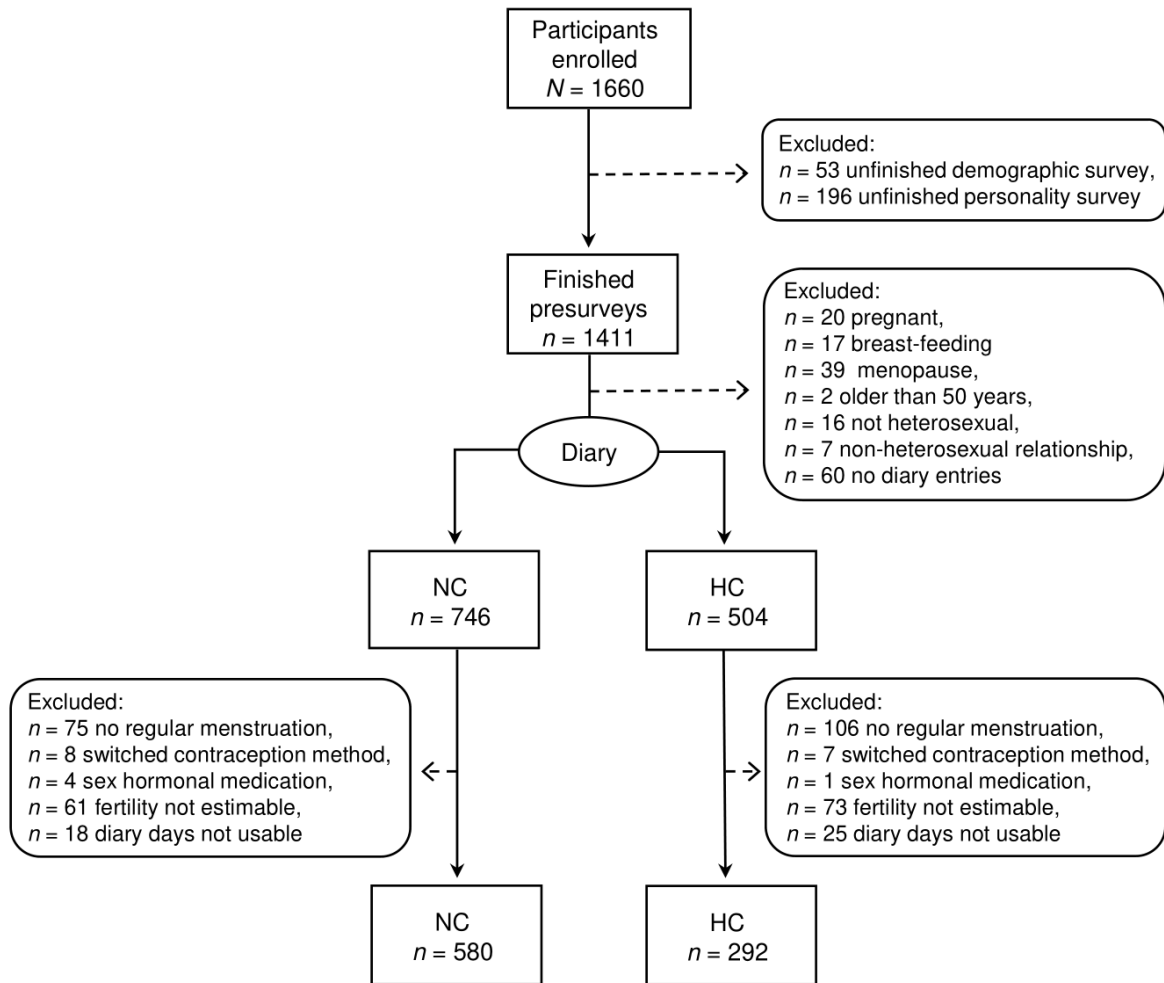 Participants
enrolled
N = 1660
Excluded:
n = 53 unfinished demographic survey,
n = 196 unfinished personality survey
Finished
presurveys
n = 1411
Excluded:
n = 20 pregnant,
n = 17 breast-feeding
n = 39 menopause,
n = 2 older than 50 years,
n = 16 not heterosexual,
n = 7 non-heterosexual relationship,
n = 60 no diary entries
Diary
NC
n = 746
HC
n = 504
Excluded:
n = 75 no regular menstruation,
n = 8 switched contraception method,
n = 4 sex hormonal medication,
n = 61 fertility not estimable,
n = 18 diary days not usable
Excluded:
n = 106 no regular menstruation,
n = 7 switched contraception method,
n = 1 sex hormonal medication,
n = 73 fertility not estimable,
n = 25 diary days not usable
NC
n = 580
HC
n = 292